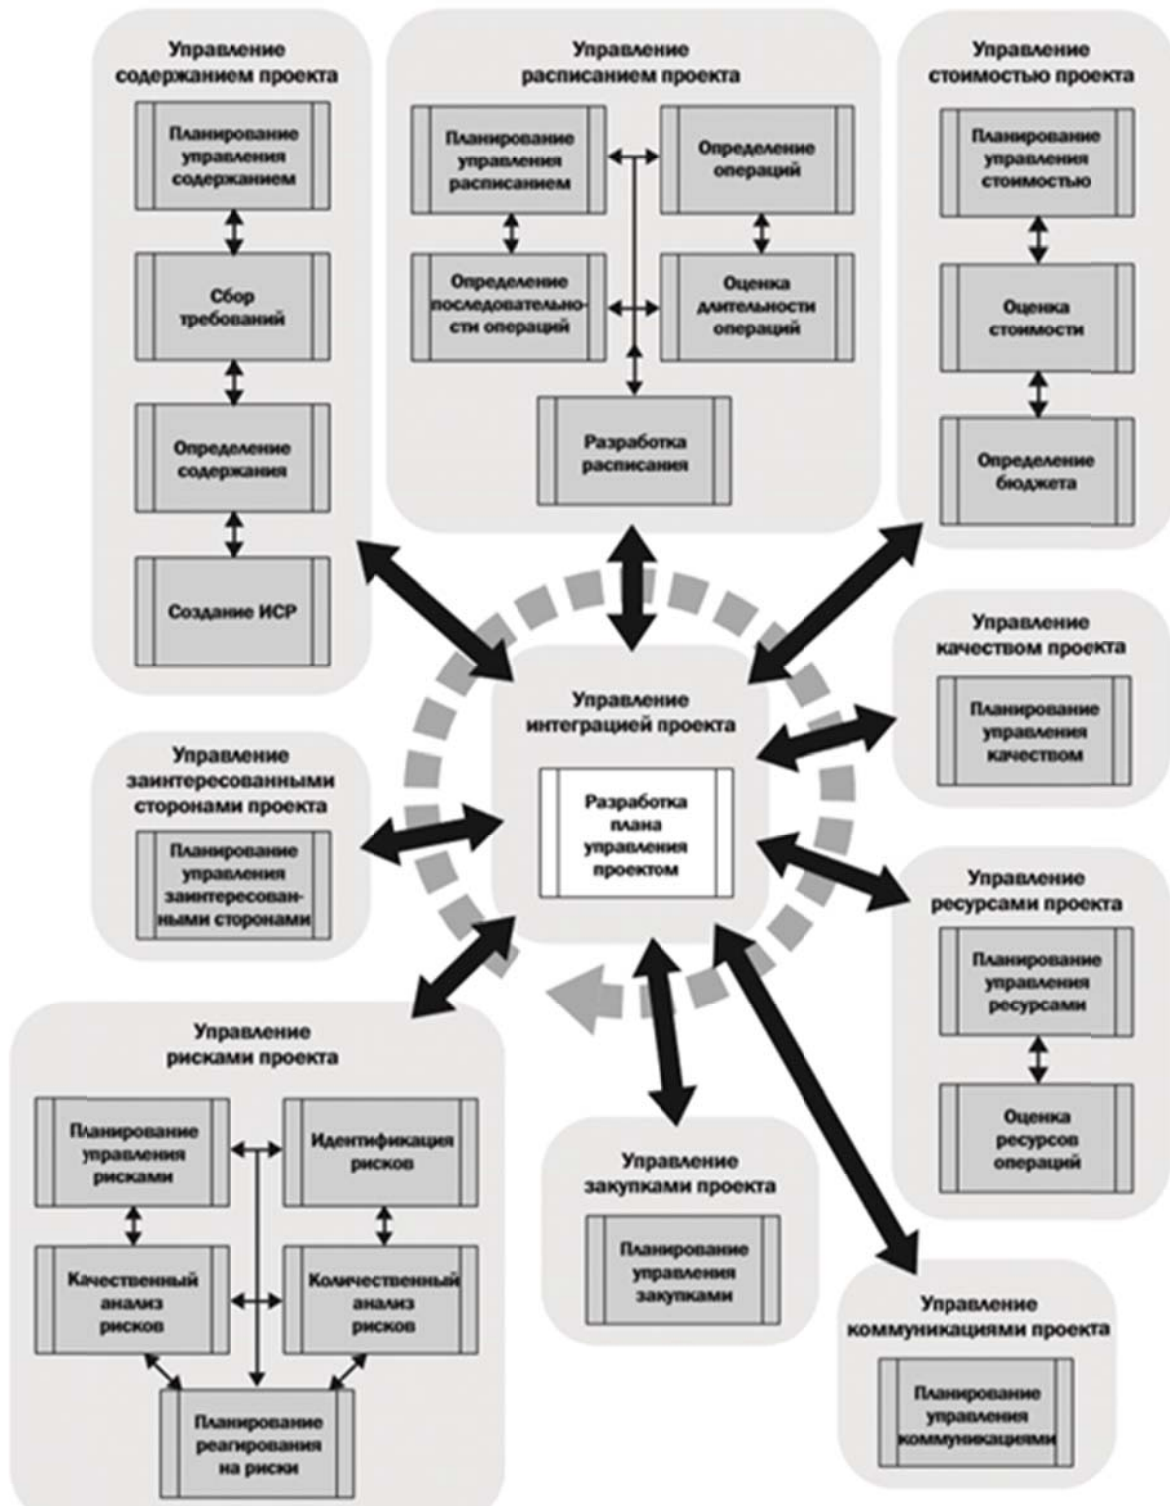 Управление
содержанием проекта
Планирование
управления
содержанием
Сбор
требований
Определение
содержания
Создание ИСР
Управление
расписанием проекта
Планирование
управления
расписанием
Определение
операций
Определение
последовательно-
сти операций
Оценка
длительности
операций
Разработка
расписания
Управление
стоимостью проекта
Планирование
управления
стоимостью
Оценка
стоимости
Определение
бюджета
Управление
интеграцией проекта
Разработка
плана
управления
проектом
Управление
качеством проекта
Планирование
управления
качеством
Управление
заинтересованными
сторонами проекта
Планирование
управления
заинтересован-
ными сторонами
Управление
ресурсами проекта
Планирование
управления
ресурсами
Оценка
ресурсов
операций
Управление
рисками проекта
Планирование
управления
рисками
Идентификация
рисков
Качественный
анализ
рисков
Количественный
анализ
рисков
Планирование
реагирования
на риски
Управление
закупками проекта
Планирование
управления
закупками
Управление
коммуникациями проекта
Планирование
управления
коммуникациями